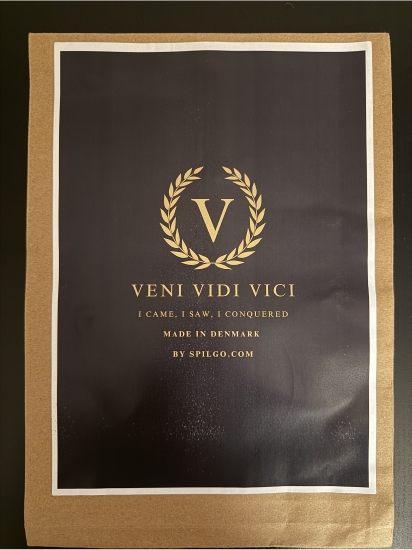 V
VENI VIDI VICI
I CAME, I SAW, I CONQUERED
MADE IN DENMARK
BY SPILGO.COM